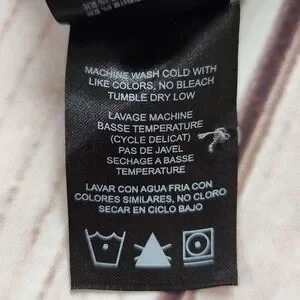 MACHINE WASH COLD WITH
LIKE COLORS, NO BLEACH
TUMBLE DRY LOW
LAVAGE MACHINE
BASSE TEMPERATURE
(CYCLE DELICAT)
PAS DE JAVEL
SECHAGE A BASSE
TEMPERATURE
LAVAR CON AGUA FRIA CON
COLORES SIMILARES, NO CLORO
SECAR EN CICLO BAJO